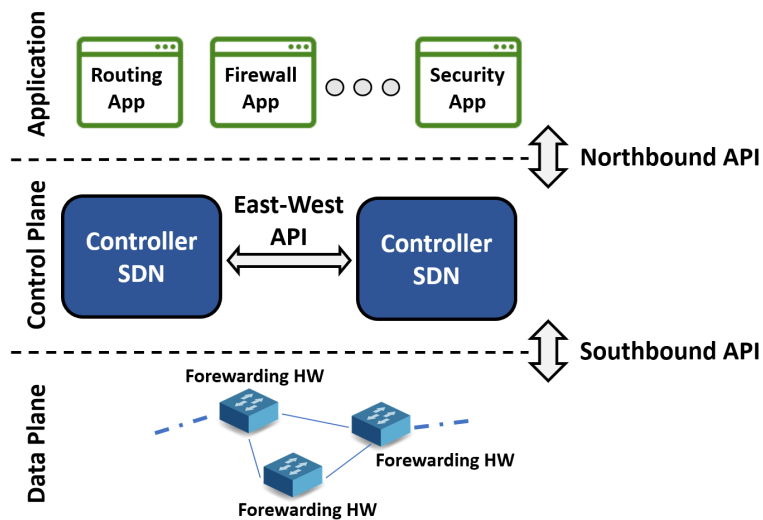 Application
Routing
App
Firewall
App
Security
App
Northbound API
Control Plane
Controller
SDN
East-West
API
Controller
SDN
Southbound API
Data Plane
Forewarding HW
Forewarding HW
Forewarding HW